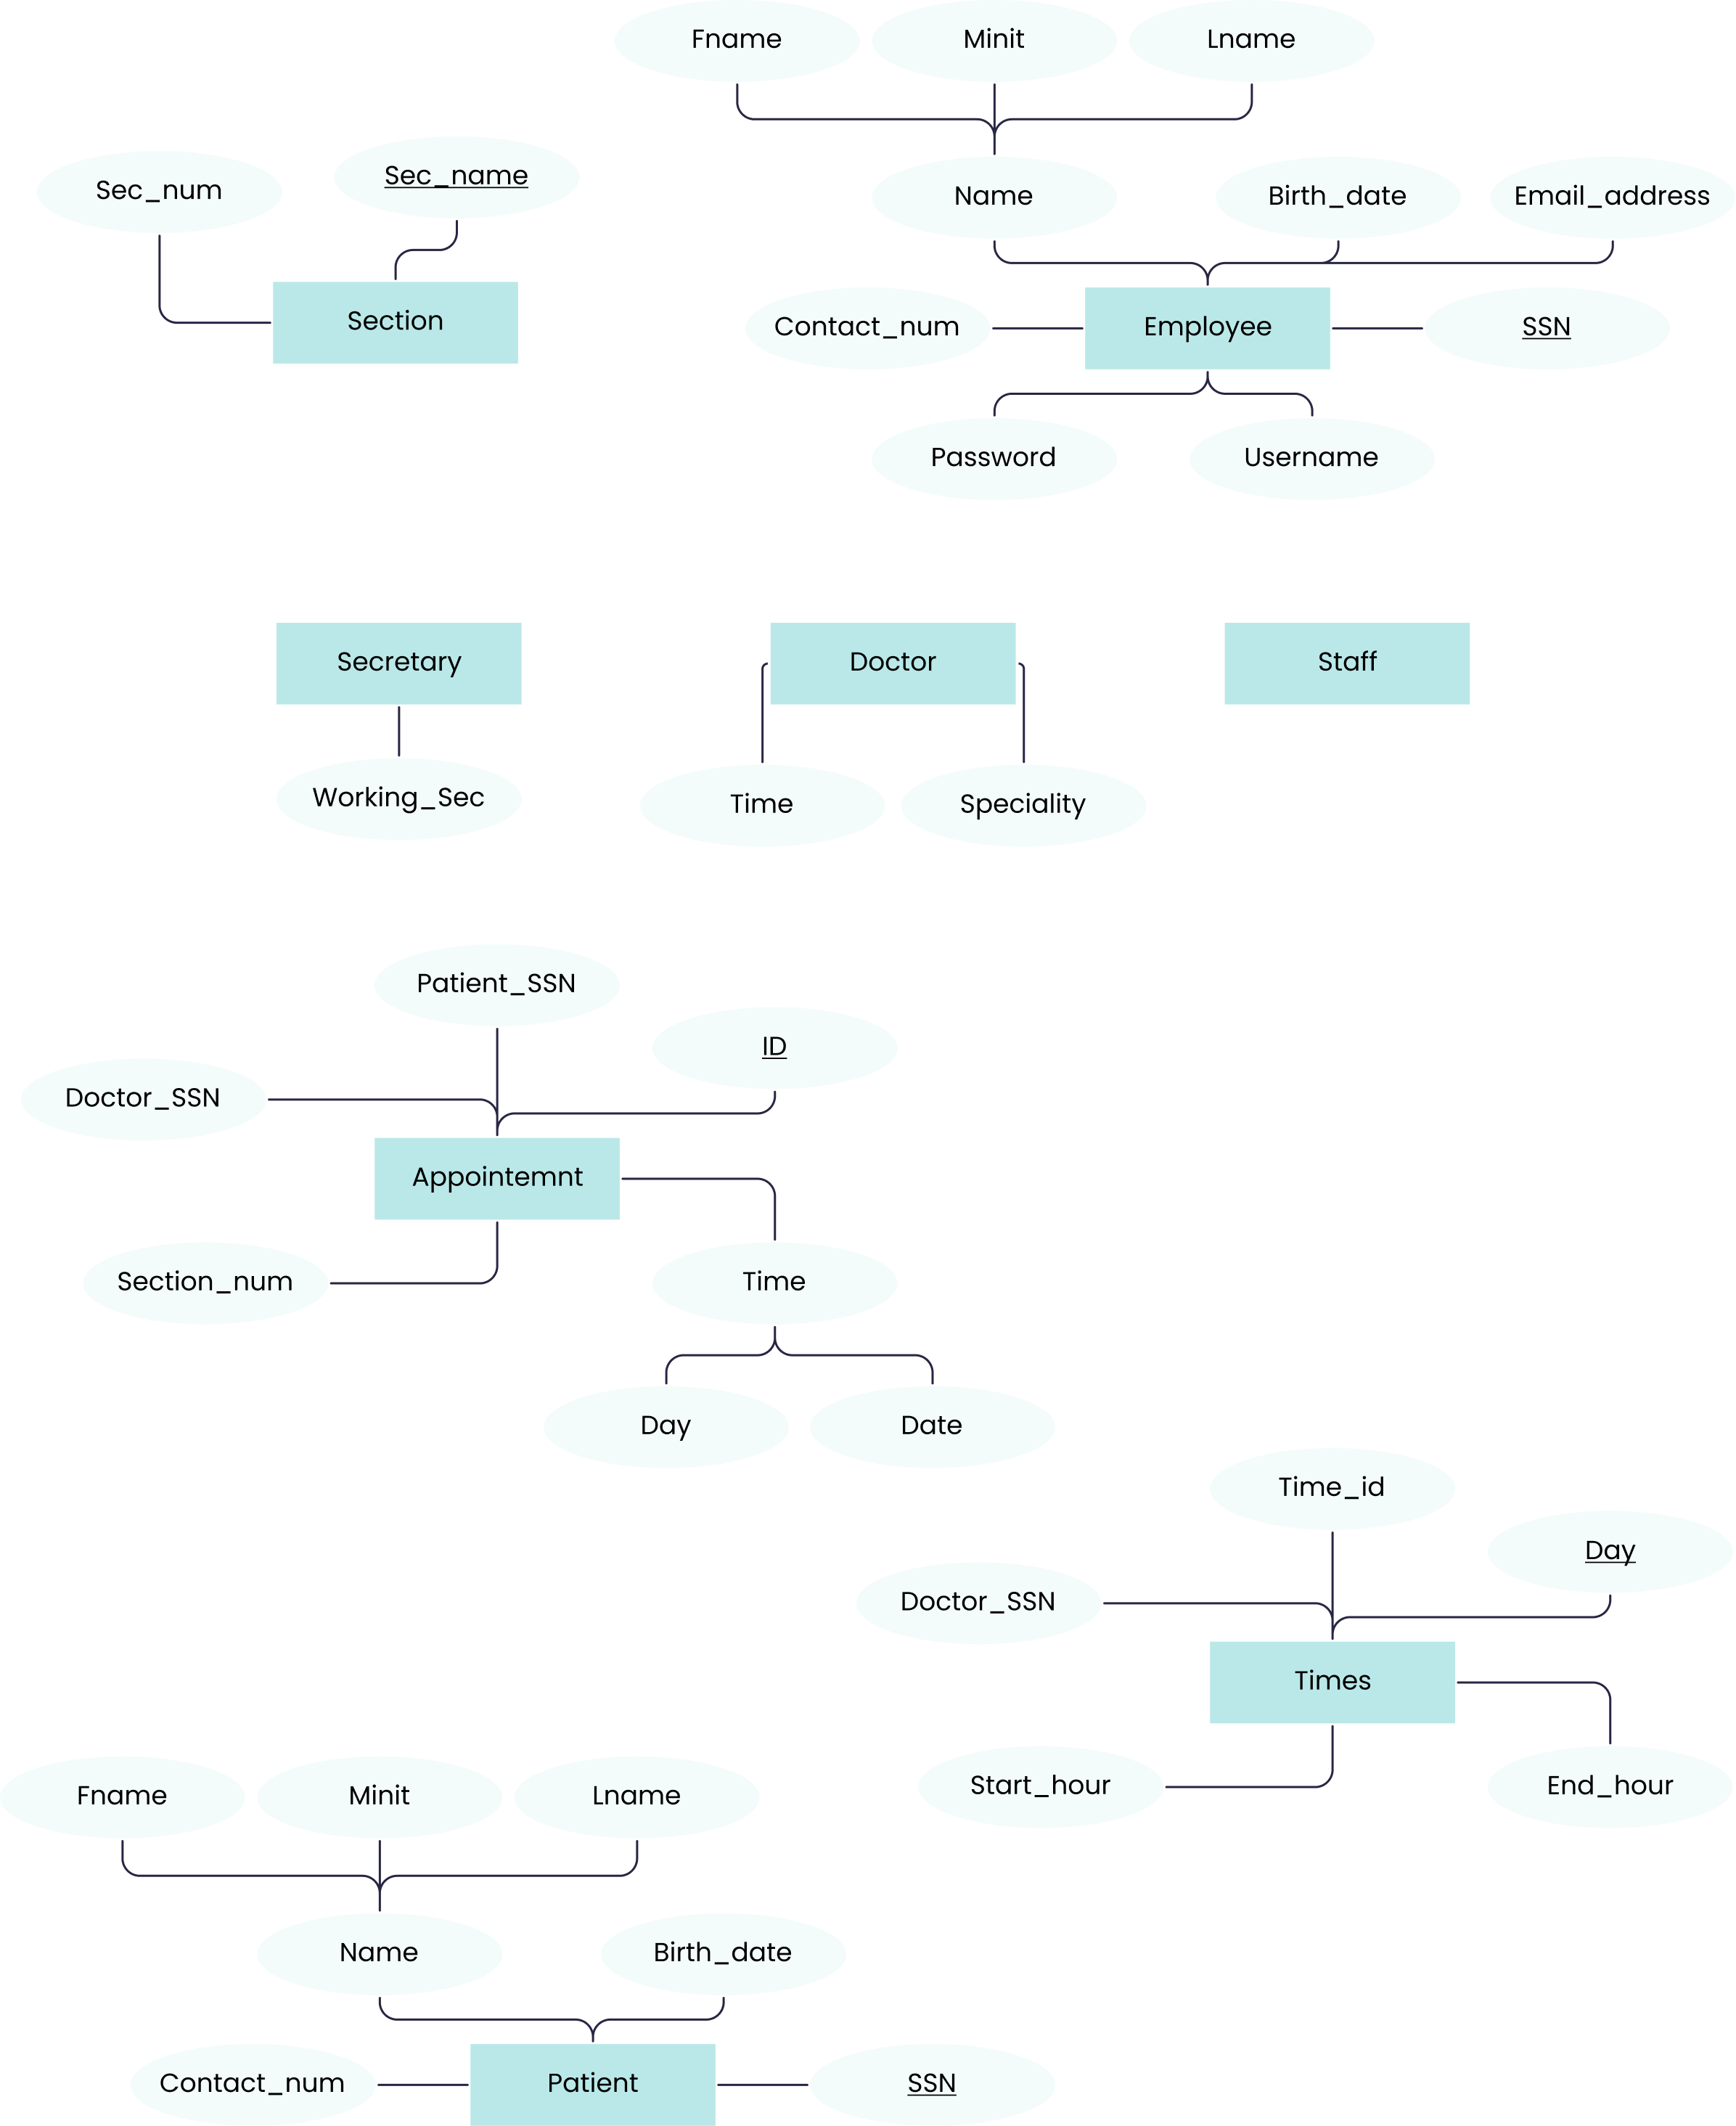 Fname
Minit
Lname
Sec_num
Sec_name
Name
Birth_date
Email_address
Section
Contact_num
Employee
SSN
Password
Username
Secretary
Doctor
Staff
Working_Sec
Time
Speciality
Patient_SSN
ID
Doctor_SSN
Appointemnt
Section_num
Time
Day
Date
Time_id
Day
Doctor_SSN
Times
Start_hour
End_hour
Fname
Minit
Lname
Name
Birth_date
Contact_num
Patient
SSN